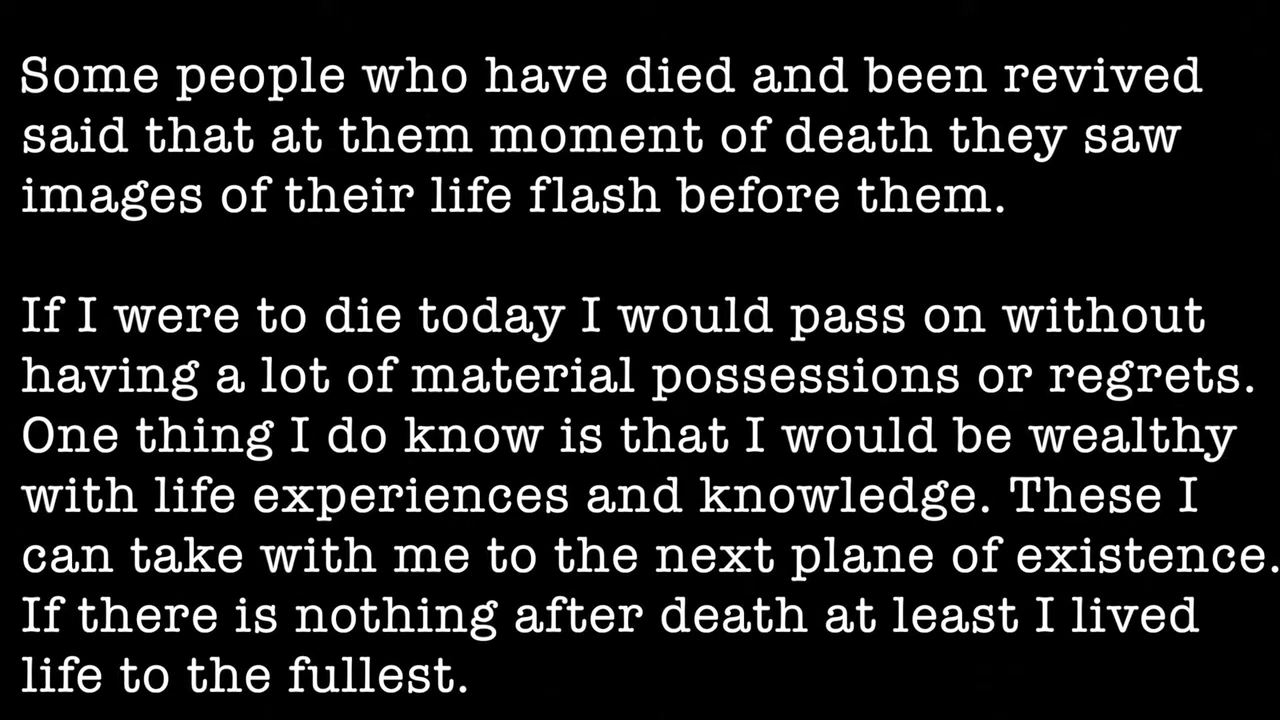 Some people who have died and been revived
said that at them moment of death they saw
images of their life flash before them.
If I were to die today I would pass on without
having a lot of material possessions or regrets.
One thing I do know is that I would be wealthy
with life experiences and knowledge. These I
can take with me to the next plane of existence.
If there is nothing after death at least I lived
life to the fullest.